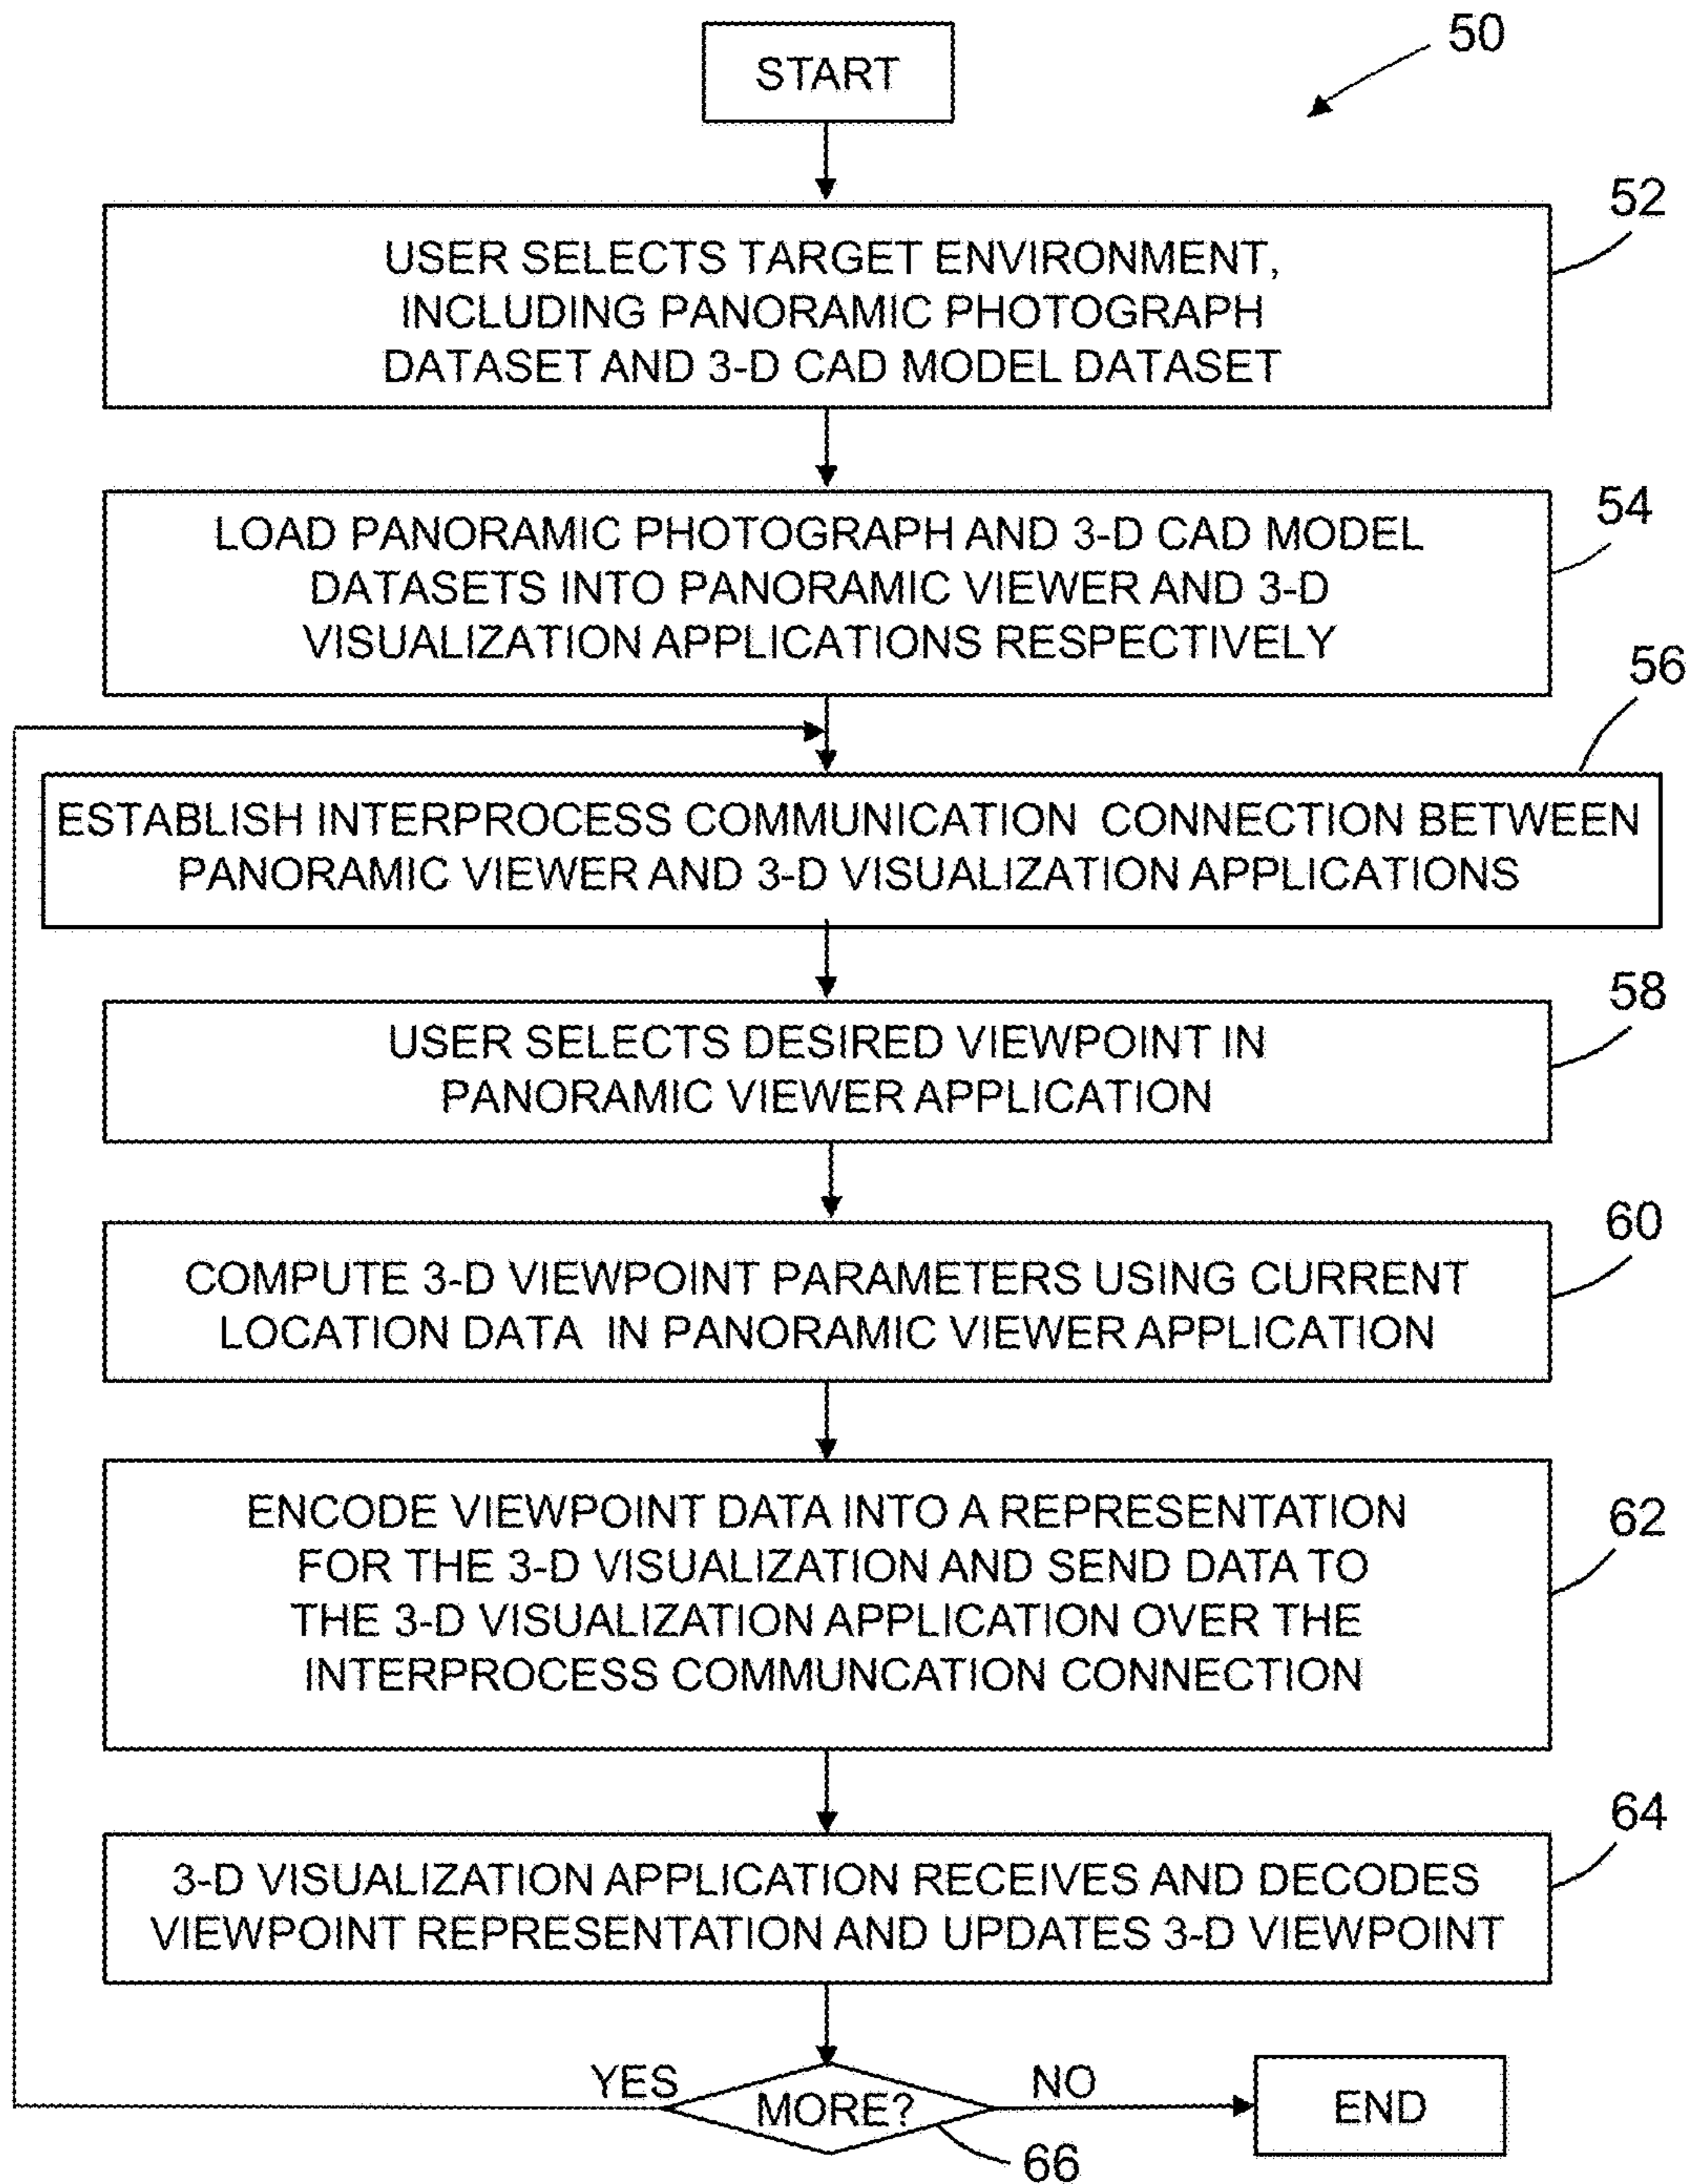 START
50
52
USER SELECTS TARGET ENVIRONMENT,
INCLUDING PANORAMIC PHOTOGRAPH
DATASET AND 3-D CAD MODEL DATASET
54
LOAD PANORAMIC PHOTOGRAPH AND 3-D CAD MODEL
DATASETS INTO PANORAMIC VIEWER AND 3-D
VISUALIZATION APPLICATIONS RESPECTIVELY
56
ESTABLISH INTERPROCESS COMMUNICATION CONNECTION BETWEEN
PANORAMIC VIEWER AND 3-D VISUALIZATION APPLICATIONS
58
USER SELECTS DESIRED VIEWPOINT IN
PANORAMIC VIEWER APPLICATION
60
COMPUTE 3-D VIEWPOINT PARAMETERS USING CURRENT
LOCATION DATA IN PANORAMIC VIEWER APPLICATION
62
ENCODE VIEWPOINT DATA INTO A REPRESENTATION
FOR THE 3-D VISUALIZATION AND SEND DATA TO
THE 3-D VISUALIZATION APPLICATION OVER THE
INTERPROCESS COMMUNCATION CONNECTION
64
3-D VISUALIZATION APPLICATION RECEIVES AND DECODES
VIEWPOINT REPRESENTATION AND UPDATES 3-D VIEWPOINT
YES
MORE?
NO
END
66